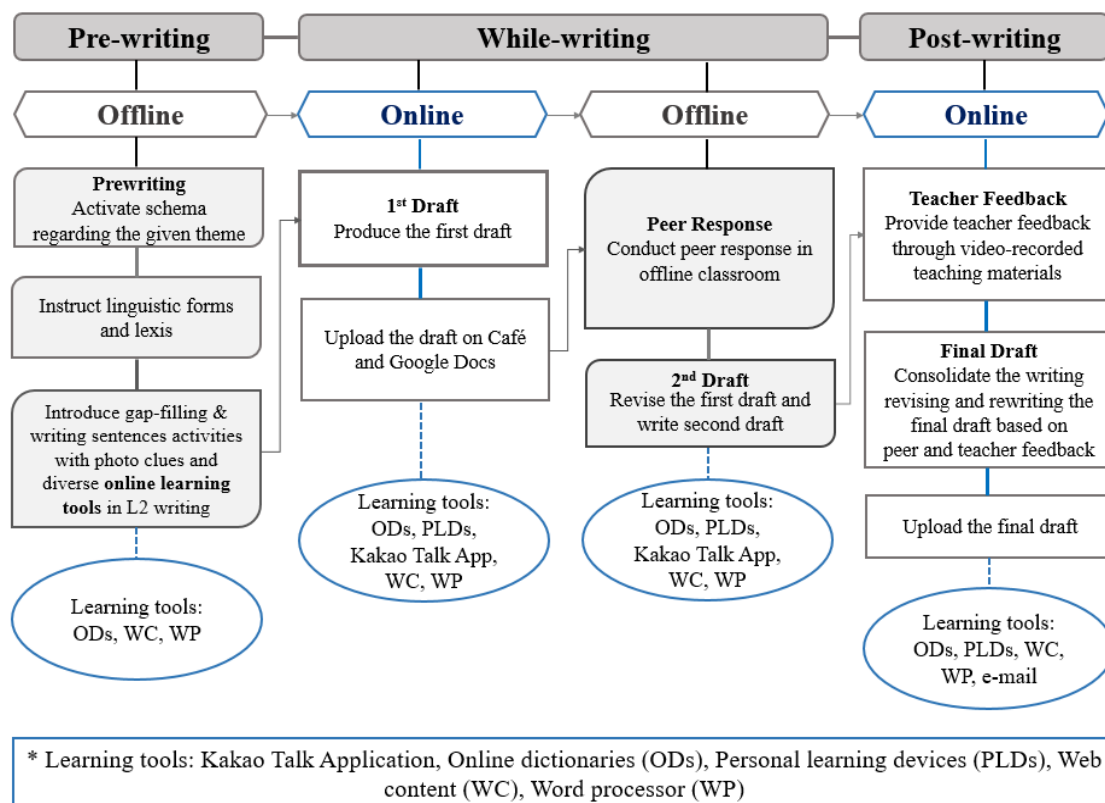 Pre-writing
While-writing
Post-writing
Offline
Online
Offline
Online
Prewriting
Activate schema
regarding the given theme
Instruct linguistic forms
and lexis
Introduce gap-filling &
writing sentences activities
with photo clues and
diverse online learning
tools in L2 writing
Learning tools:
ODs, WC, WP
1st Draft
Produce the first draft
Upload the draft on Café
and Google Docs
Learning tools:
ODs, PLDs,
Kakao Talk App,
WC, WP
Peer Response
Conduct peer response in
offline classroom
2nd Draft
Revise the first draft and
write second draft
Learning tools:
ODs, PLDs,
Kakao Talk App,
WC, WP
Teacher Feedback
Provide teacher feedback
through video-recorded
teaching materials
Final Draft
Consolidate the writing
revising and rewriting the
final draft based on
peer and teacher feedback
Upload the final draft
Learning tools:
ODs, PLDs, WC,
WP, e-mail
* Learning tools: Kakao Talk Application, Online dictionaries (ODs), Personal learning devices (PLDs), Web
content (WC), Word processor (WP)